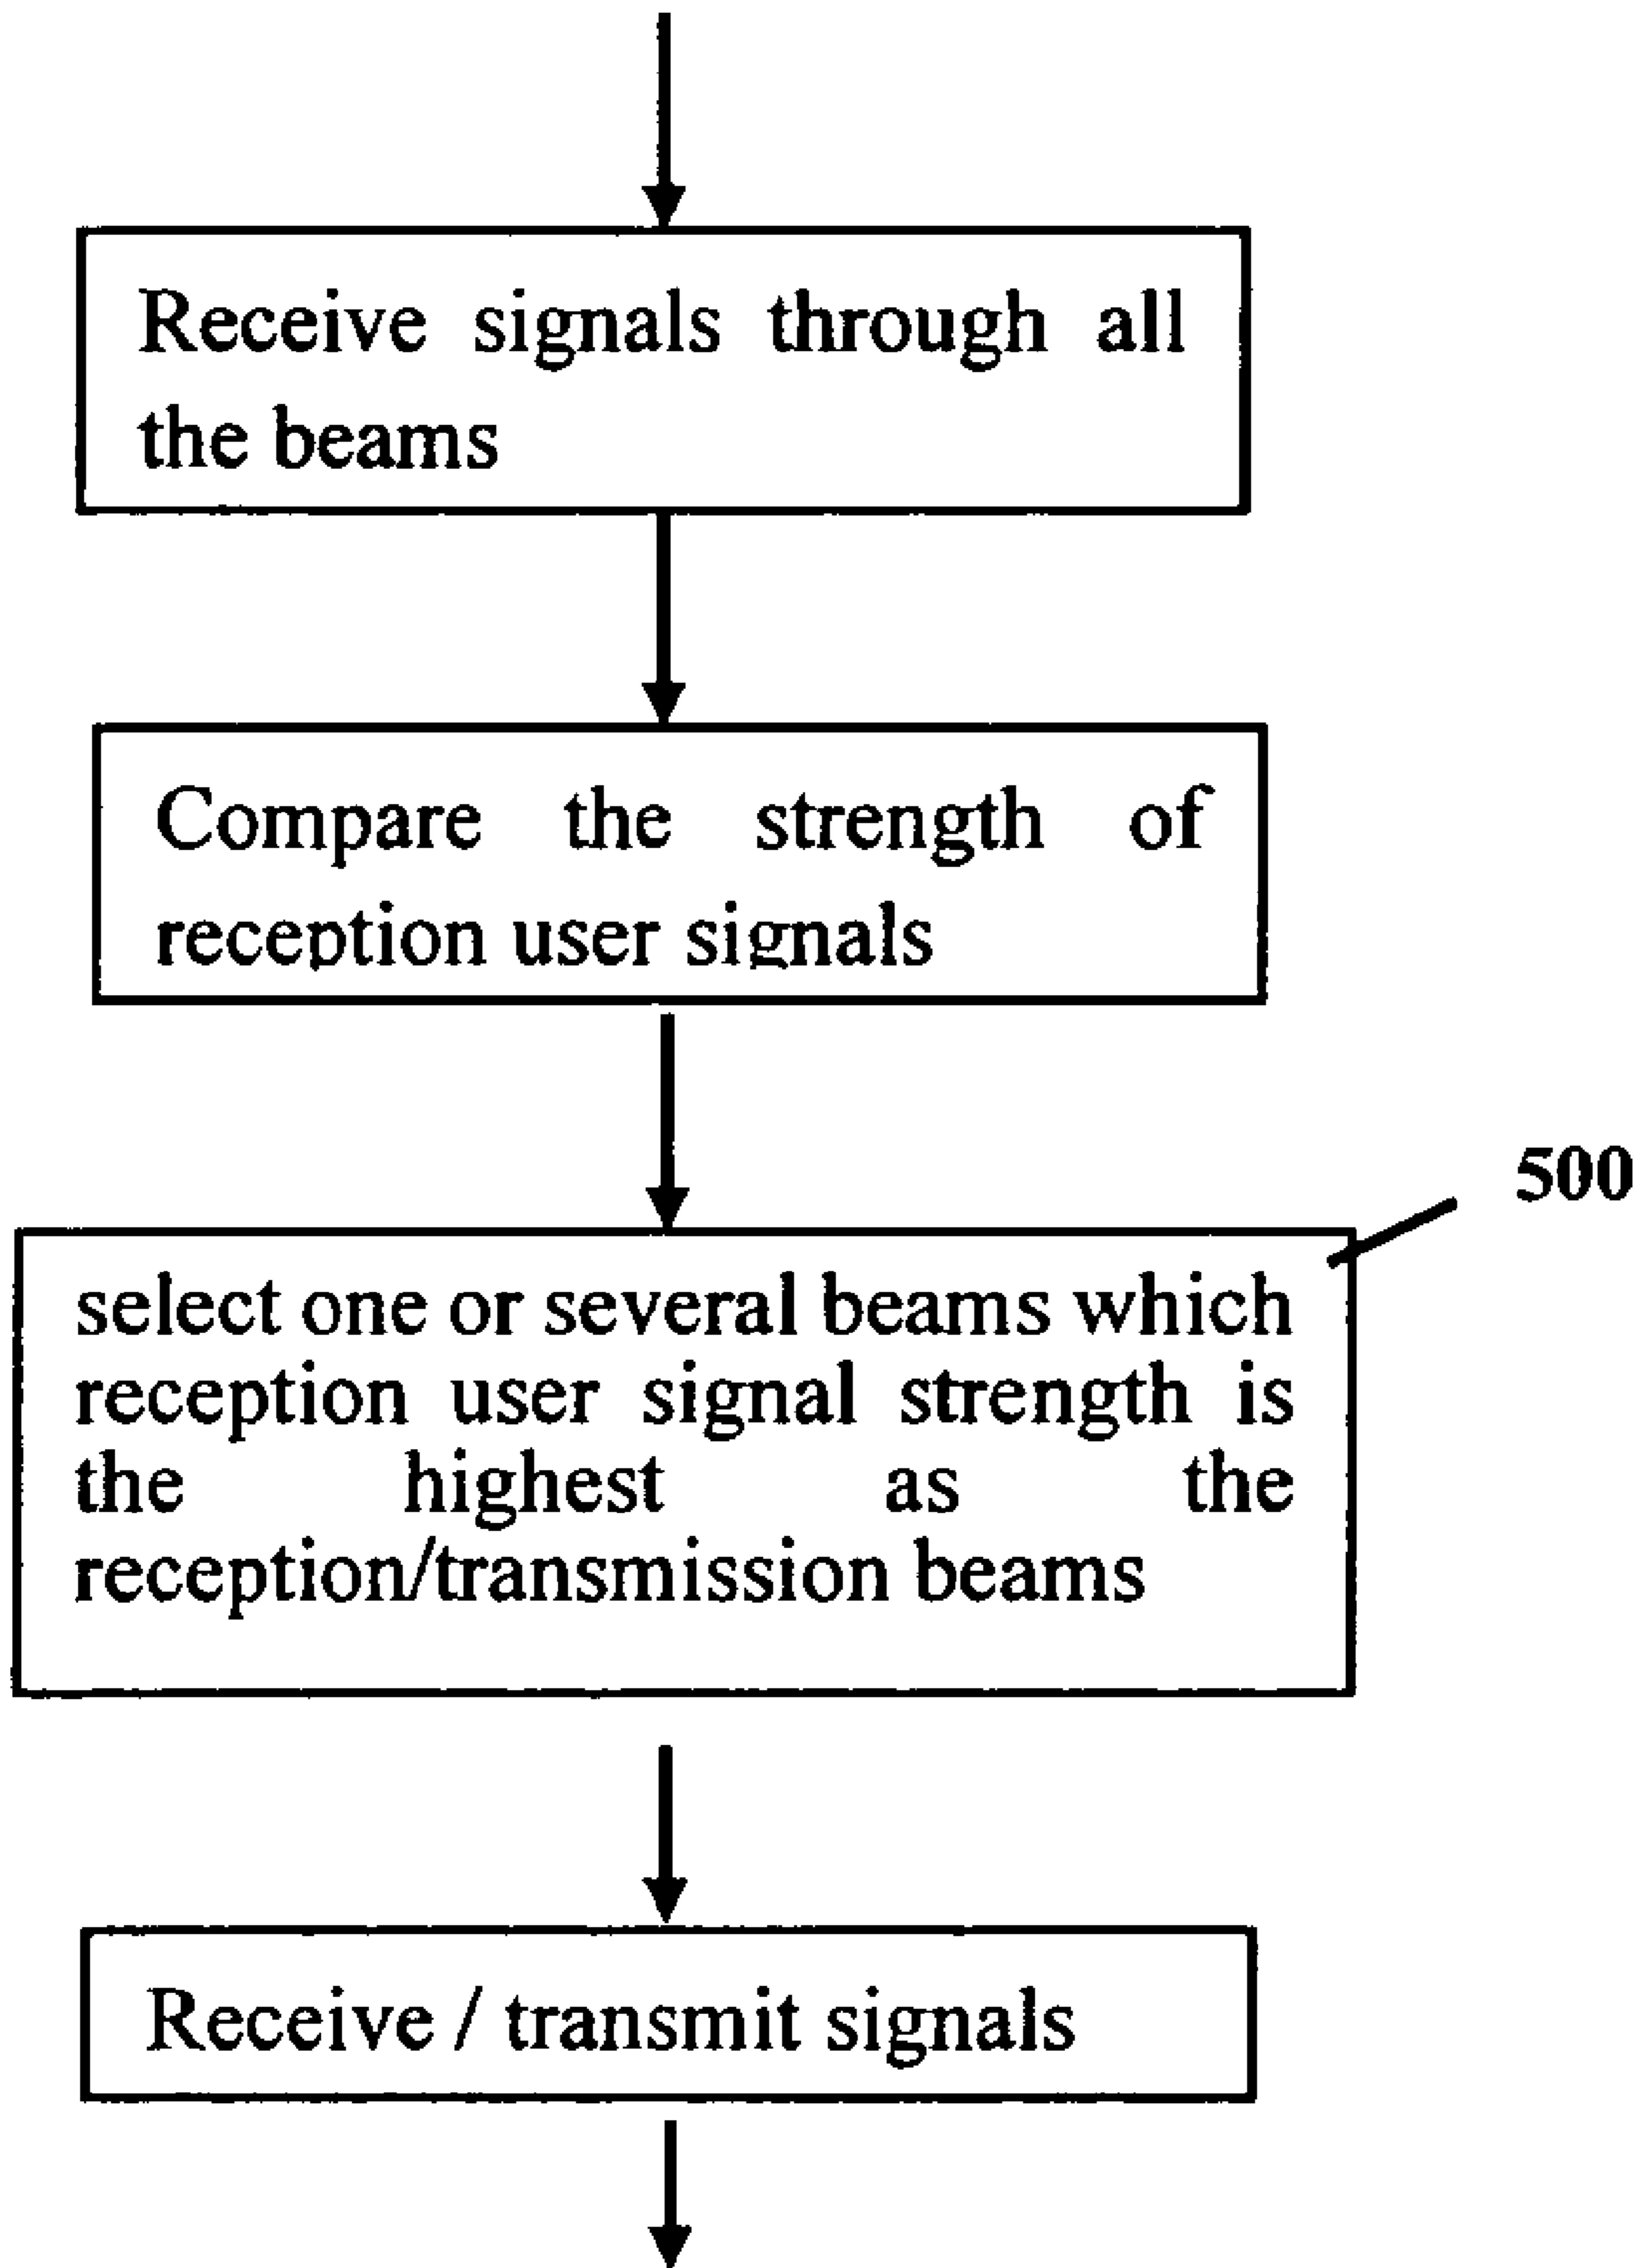 Receive signals through all
the beams
Compare the strength of
reception user signals
500
select one or several beams which
reception user signal strength is
the highest as the
reception/transmission beams
Receive / transmit signals